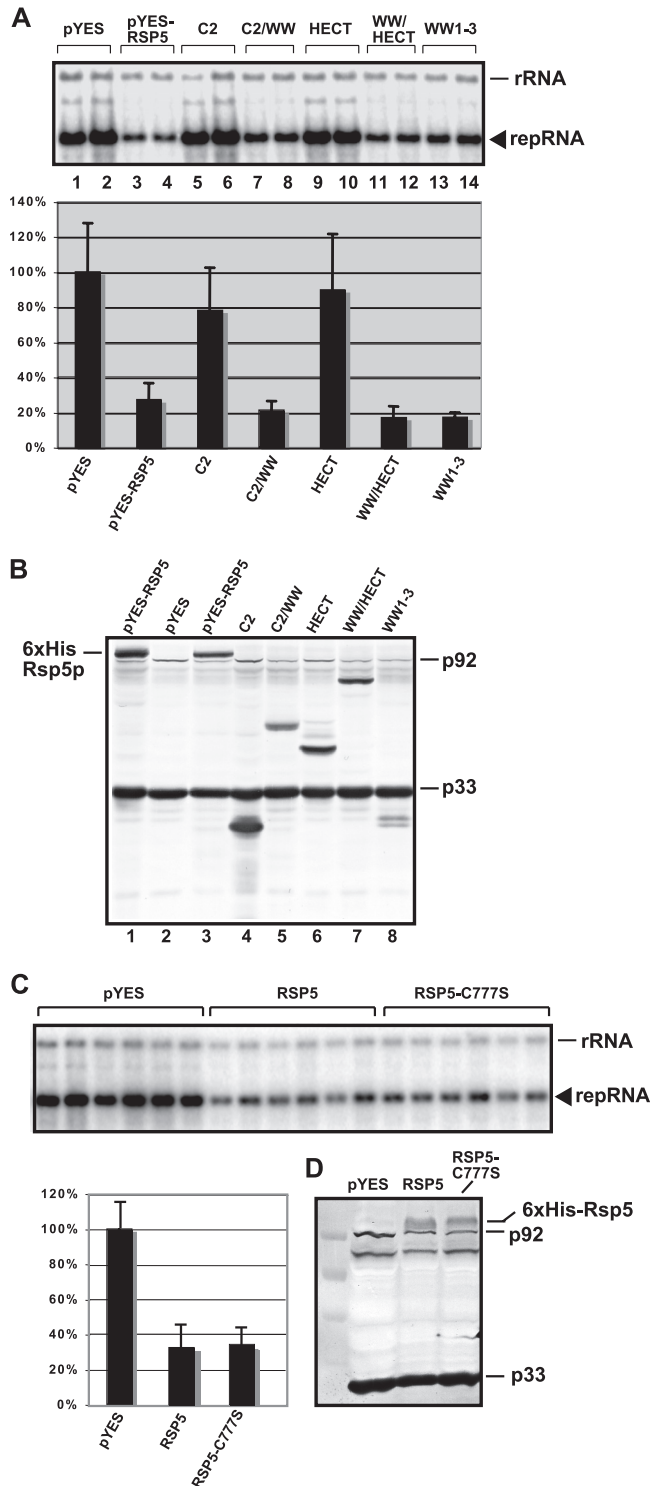 A
pYES pYES-RSP5 C2 C2/WW HECT WW/HECT WW1-3
rRNA
repRNA
1 2 3 4 5 6 7 8 9 10 11 12 13 14
140%
120%
100%
80%
60%
40%
20%
0%
pYES pYES-RSP5 C2 C2/WW HECT WW/HECT WW1-3
B
pYES-RSP5 pYES pYES-RSP5 C2 C2/WW HECT WW/HECT WW1-3
6xHis
Rsp5p
p92
p33
1 2 3 4 5 6 7 8
C
pYES RSP5 RSP5-C777S
rRNA
repRNA
120%
100%
80%
60%
40%
20%
0%
pYES RSP5 RSP5-C777S
D
pYES RSP5 RSP5-C777S
6xHis-Rsp5
p92
p33